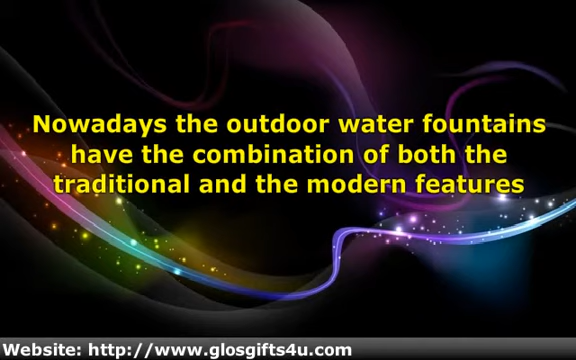 Nowadays the outdoor water fountains
have the combination of both the
traditional and the modern features
Website: http://www.glosgifts4u.com